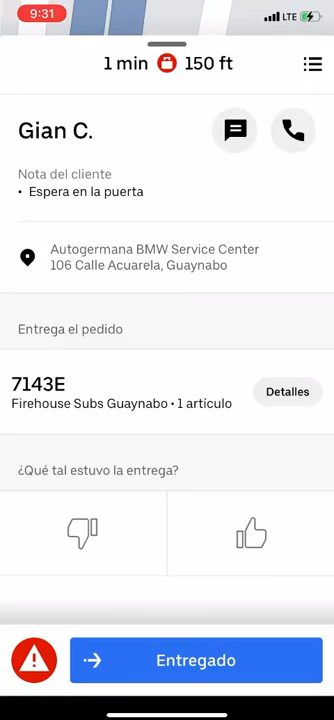 9:31
LTE
1 min 150 ft
Gian C.
Nota del cliente
• Espera en la puerta
Autogermana BMW Service Center
106 Calle Acuarela, Guaynabo
Entrega el pedido
7143E
Firehouse Subs Guaynabo • 1 artículo
Detalles
¿Qué tal estuvo la entrega?
Entregado